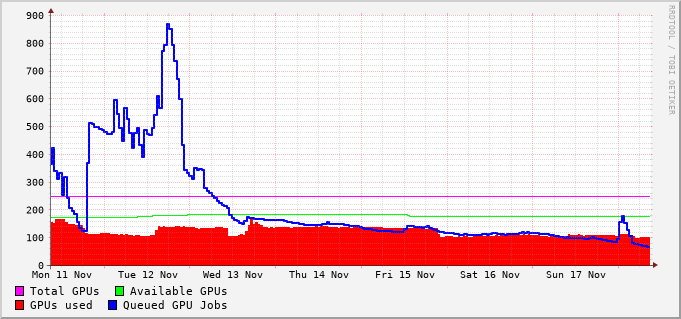 900
800
700
600
500
400
300
200
100
0
Mon 11 Nov Tue 12 Nov Wed 13 Nov Thu 14 Nov Fri 15 Nov Sat 16 Nov Sun 17 Nov
Total GPUs Available GPUs
GPUs used Queued GPU Jobs
RRDTOOL / TOBI OETIKER